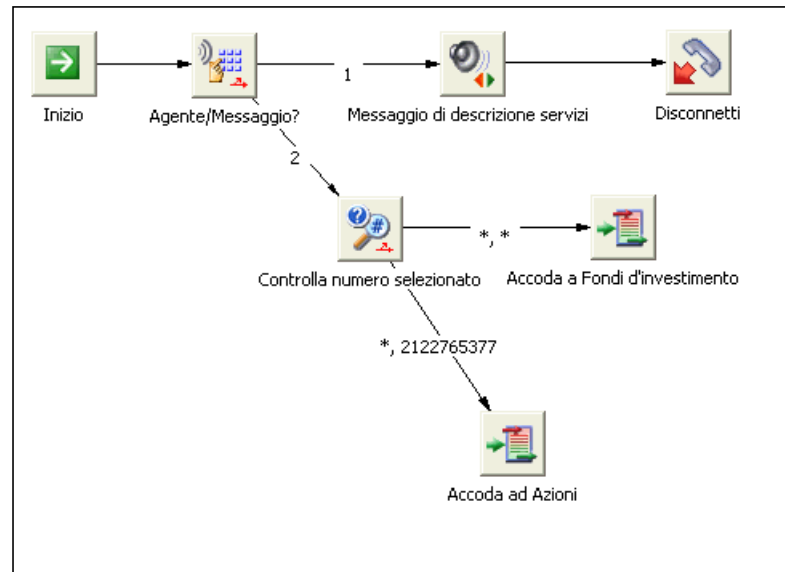 1
Inizio
Agente/Messaggio?
Messaggio di descrizione servizi
Disconnetti
2
*, *
Controlla numero selezionato
Accoda a Fondi d'investimento
*, 2122765377
Accoda ad Azioni